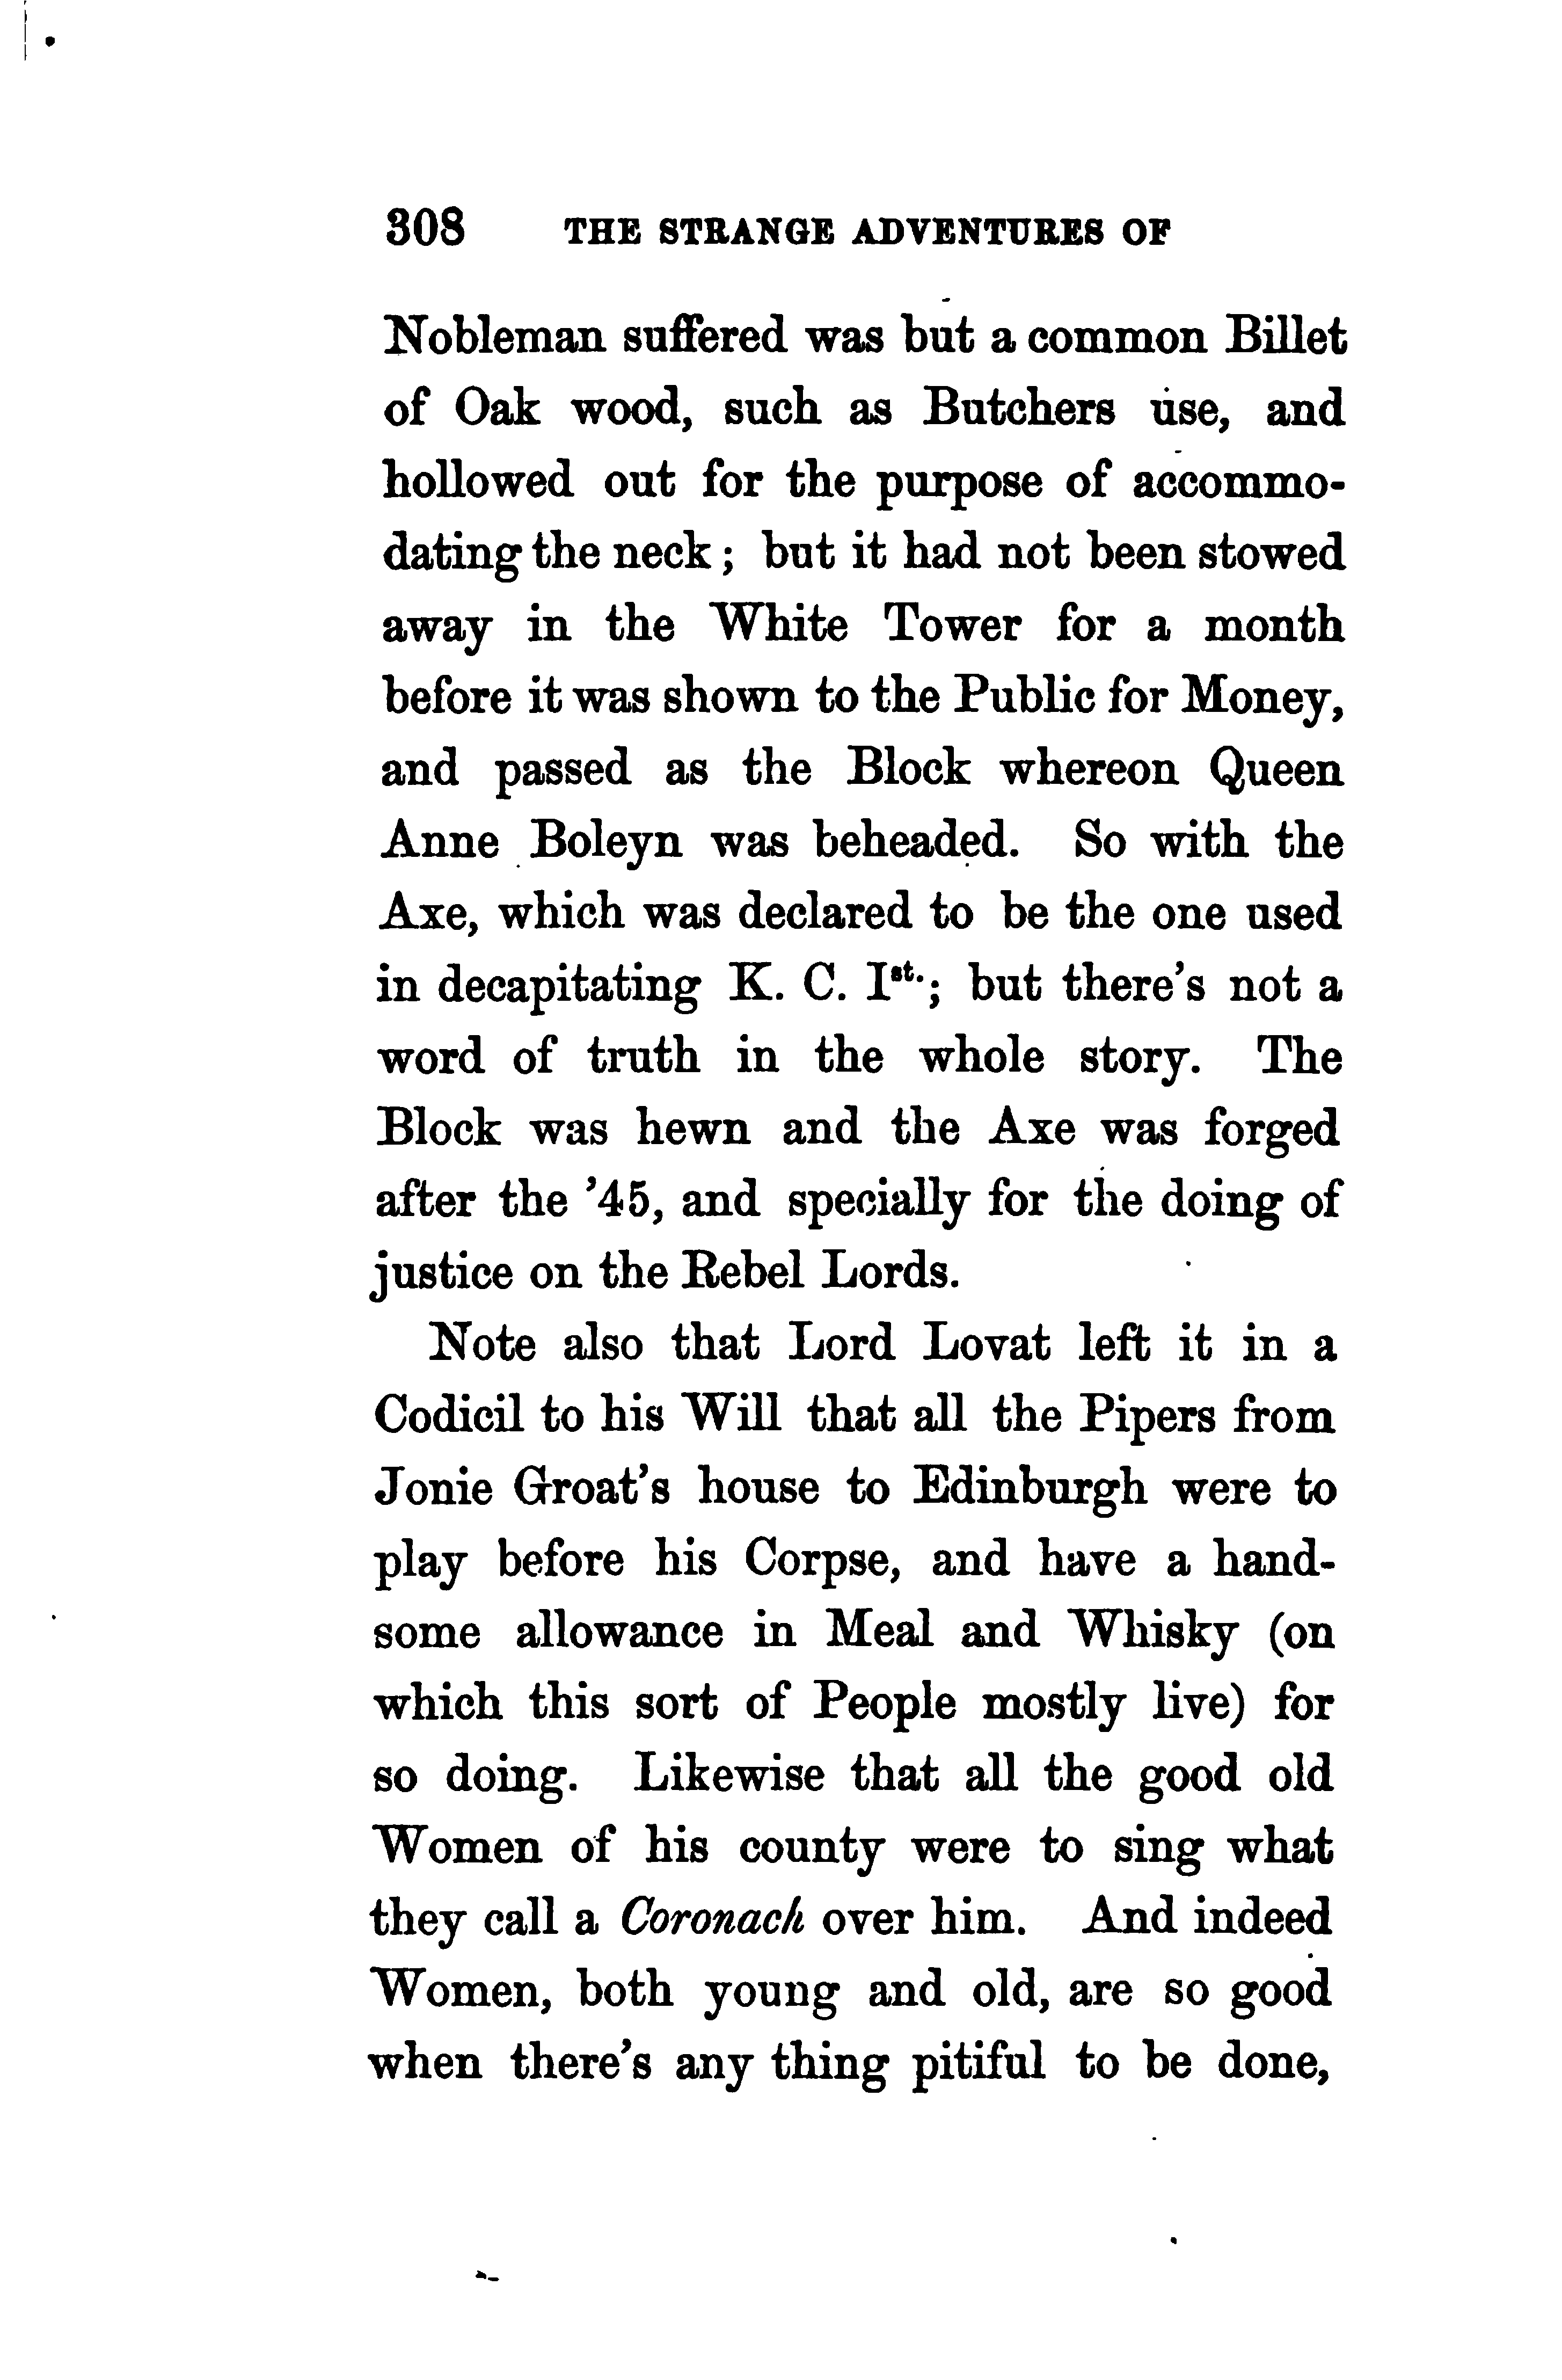 308 THE STRANGE ADVENTURES OF
Nobleman suffered was but a common Billet
of Oak wood, such as Butchers use, and
hollowed out for the purpose of accommo-
dating the neck; but it had not been stowed
away in the White Tower for a month
before it was shown to the Public for Money,
and passed as the Block whereon Queen
Anne Boleyn was beheaded. So with the
Axe, which was declared to be the one used
in decapitating K. C. Ist.; but there's not a
word of truth in the whole story. The
Block was hewn and the Axe was forged
after the '45, and specially for the doing of
justice on the Rebel Lords.
Note also that Lord Lovat left it in a
Codicil to his Will that all the Pipers from
Jonie Groat's house to Edinburgh were to
play before his Corpse, and have a hand-
some allowance in Meal and Whisky (on
which this sort of People mostly live) for
so doing. Likewise that all the good old
Women of his county were to sing what
they call a Coronach over him. And indeed
Women, both young and old, are so good
when there's any thing pitiful to be done,